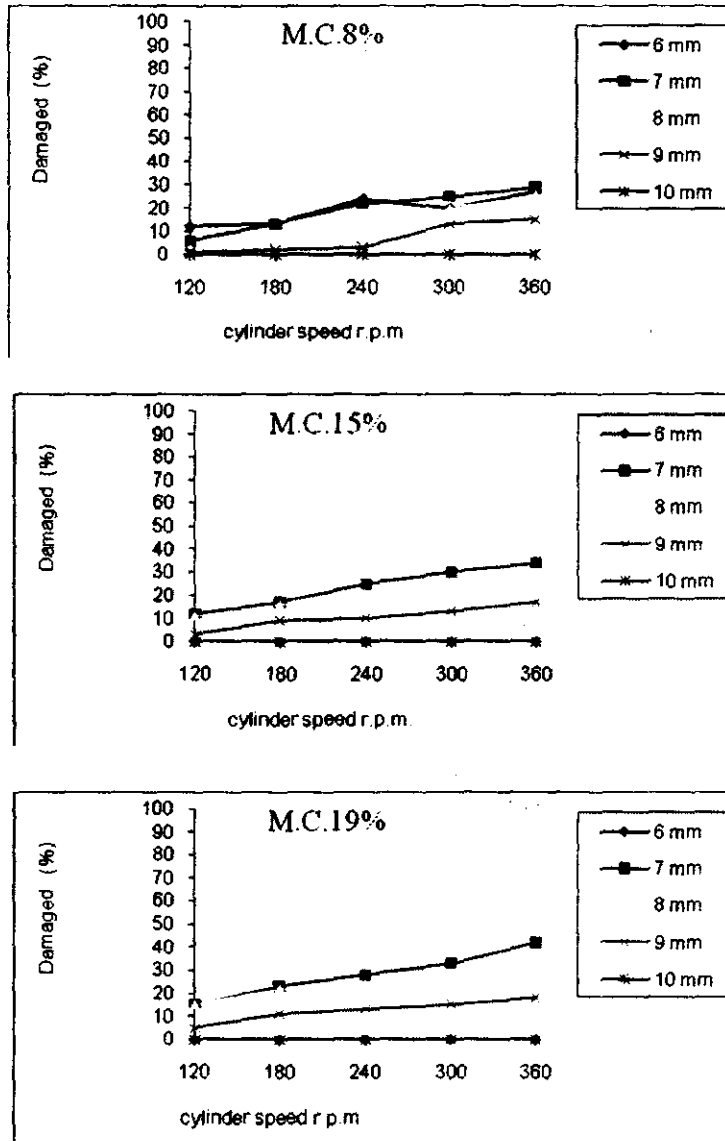 M.C.8%
Damaged (%)
100
90
80
70
60
50
40
30
20
10
0
120 180 240 300 360
cylinder speed r.p.m
6 mm
7 mm
8 mm
9 mm
10 mm
M.C.15%
Damaged (%)
100
90
80
70
60
50
40
30
20
10
0
120 180 240 300 360
cylinder speed r.p.m.
6 mm
7 mm
8 mm
9 mm
10 mm
M.C.19%
Damaged (%)
100
90
80
70
60
50
40
30
20
10
0
120 180 240 300 360
cylinder speed r p.m
6 mm
7 mm
8 mm
9 mm
10 mm